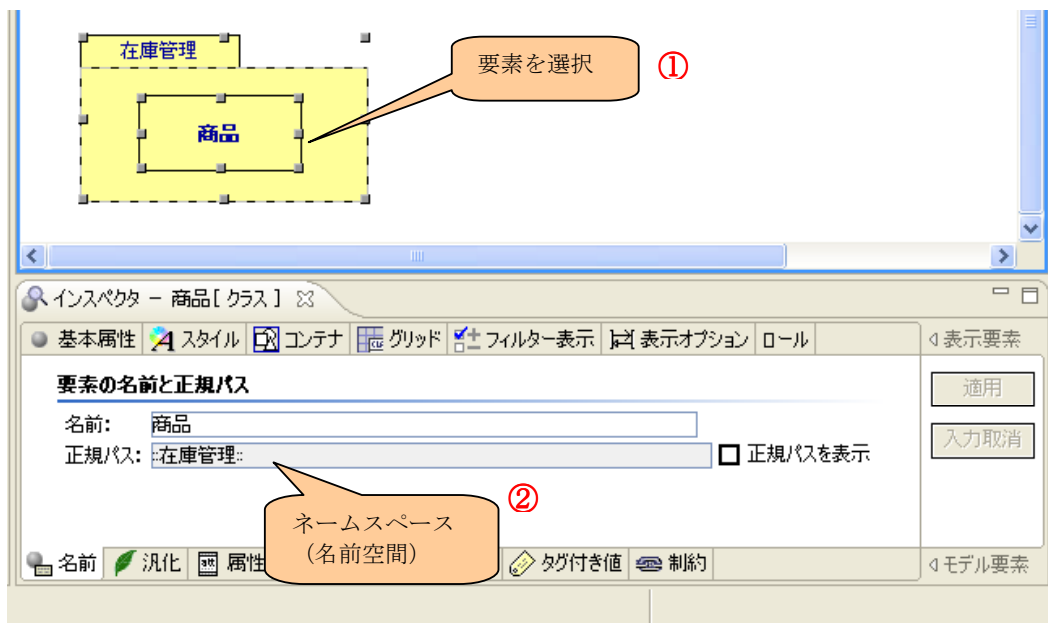 在庫管理
要素を選択
①
商品
インスペクタ － 商品[ クラス ]
基本属性 スタイル コンテナ グリッド フィルター表示 表示オプション ロール 表示要素
要素の名前と正規パス
適用
名前: 商品
入力取消
正規パス: ::在庫管理:: 正規パスを表示
②
ネームスペース
（名前空間）
名前 汎化 属性 タグ付き値 制約 モデル要素